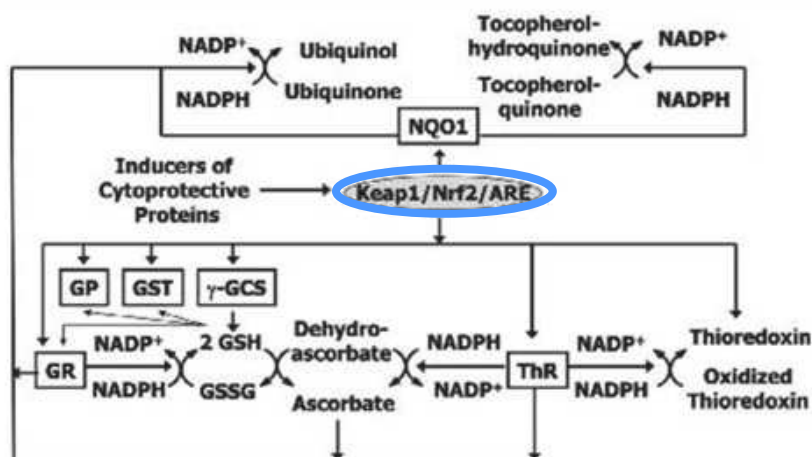 NADP+
Ubiquinol
NADPH
Ubiquinone
Tocopherol-
hydroquinone
NADP+
Tocopherol-
quinone
NADPH
NQO1
Inducers of
Cytoprotective
Proteins
Keap1/Nrf2/ARE
GP
GST
γ-GCS
GR
NADP+
NADPH
2 GSH
GSSG
Dehydro-
ascorbate
Ascorbate
NADPH
NADP+
ThR
NADP+
NADPH
Thioredoxin
Oxidized
Thioredoxin